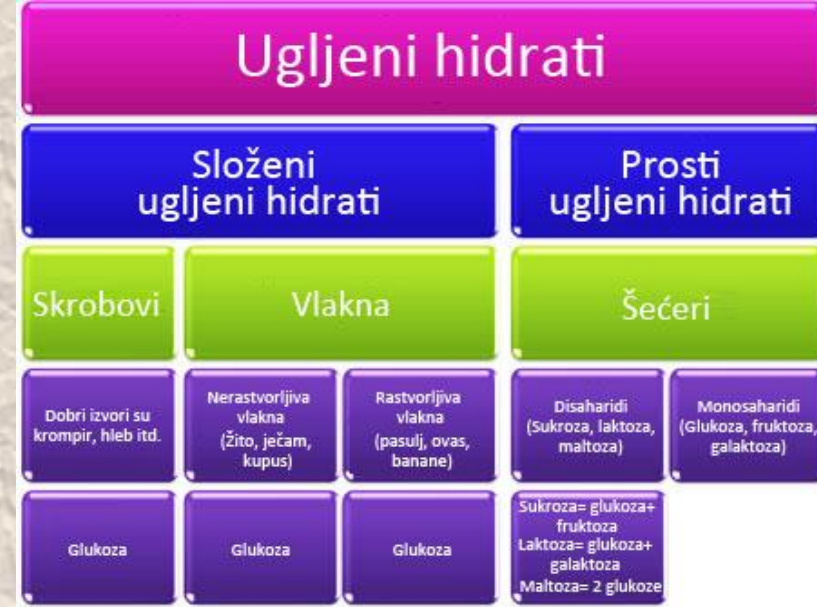 Ugljeni hidrati
Složeni
ugljeni hidrati
Prosti
ugljeni hidrati
Skrobovi
Vlakna
Šećeri
Dobri izvori su
krompir, hleb itd.
Nerastvorljiva
vlakna
(Žito, ječam,
kupus)
Rastvorljiva
vlakna
(pasulj, ovas,
banane)
Disaharidi
(Sukroza, laktoza,
maltoza)
Monosaharidi
(Glukoza, fruktoza,
galaktoza)
Glukoza
Glukoza
Glukoza
Sukroza= glukoza+
fruktoza
Laktoza= glukoza+
galaktoza
Maltoza= 2 glukoze